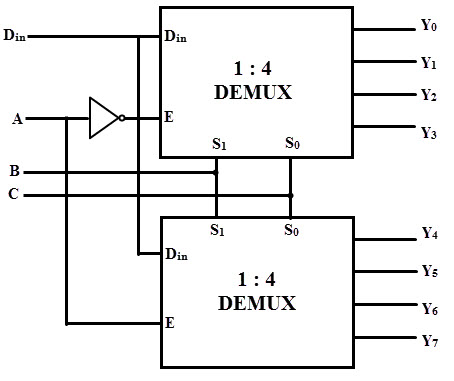 Din
Din
Y0
1 : 4
DEMUX
Y1
Y2
A
E
Y3
S1
S0
B
C
S1
S0
Y4
Din
1 : 4
DEMUX
Y5
Y6
E
Y7